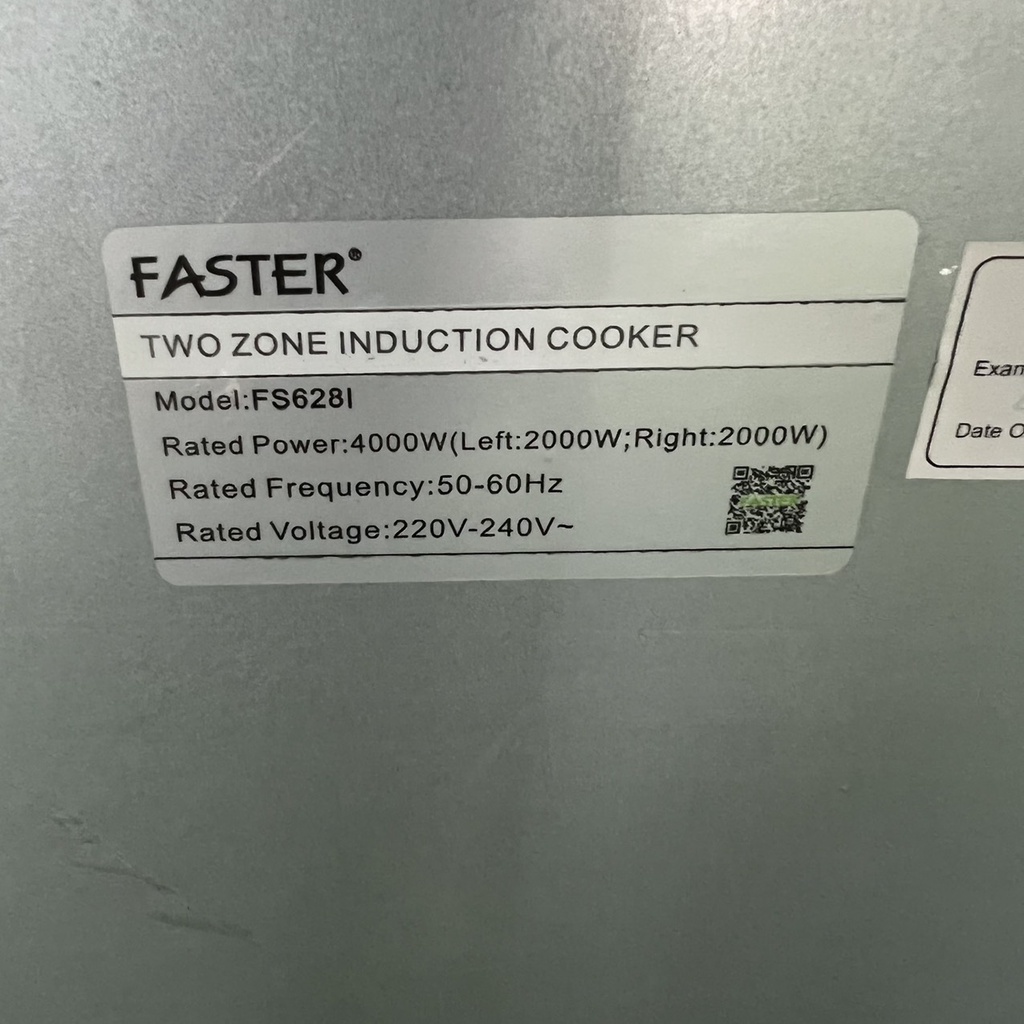 FASTER®
TWO ZONE INDUCTION COOKER
Model:FS628I
Rated Power:4000W(Left:2000W;Right:2000W)
Rated Frequency:50-60Hz
FASTER
Rated Voltage:220V-240V~
Date